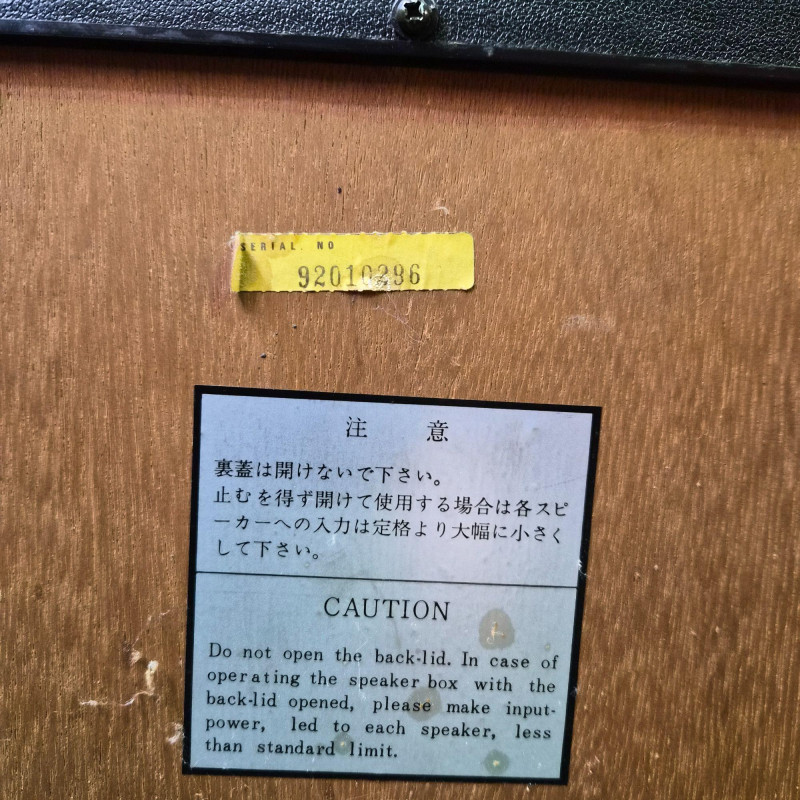 SERIAL. NO
92010296
注 意
裏蓋は開けないで下さい。
止むを得ず開けて使用する場合は各スピ
ーカーへの入力は定格より大幅に小さく
して下さい。
CAUTION
Do not open the back-lid. In case of
operating the speaker box with the
back-lid opened, please make input-
power, led to each speaker, less
than standard limit.